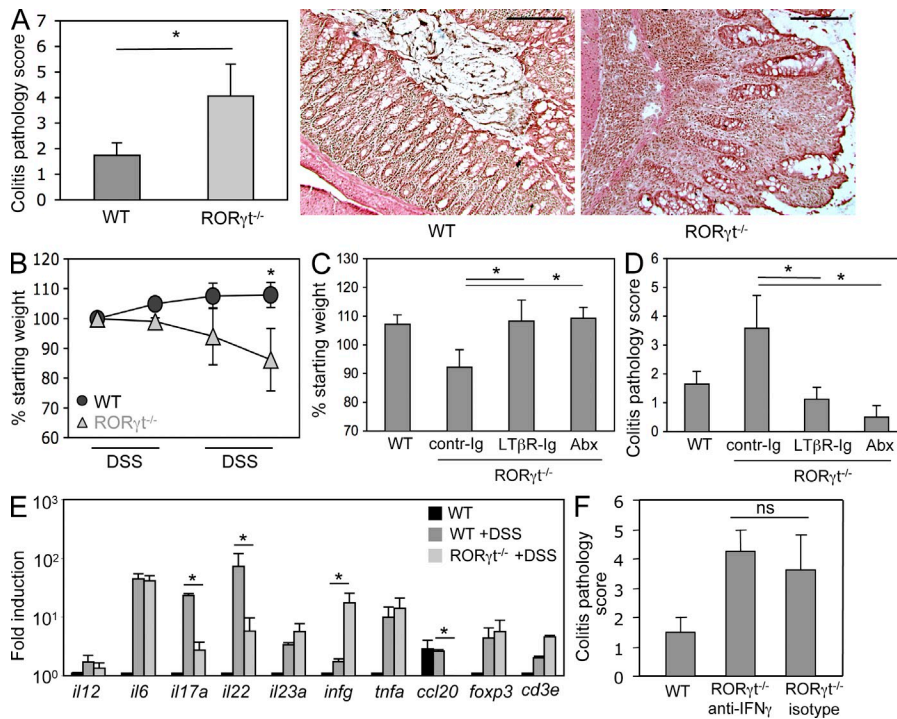 A
Colitis pathology score
7
6
5
4
3
2
1
0
*
WT
RORγt-/-
WT
RORγt-/-
B
% starting weight
120
110
100
90
80
70
60
*
WT
RORγt-/-
DSS
DSS
C
% starting weight
120
110
100
90
80
70
*
*
WT
contr-Ig
LTβR-Ig
Abx
RORγt-/-
D
Colitis pathology score
6
5
4
3
2
1
0
*
*
WT
contr-Ig
LTβR-Ig
Abx
RORγt-/-
E
Fold induction
10³
10²
10¹
10⁰
WT
WT +DSS
RORγt-/- +DSS
*
*
*
*
il12
il6
il17a
il22
il23a
infg
tnfa
ccl20
foxp3
cd3e
F
Colitis pathology
score
6
5
4
3
2
1
0
ns
WT
RORγt-/-
anti-IFNγ
RORγt-/-
isotype